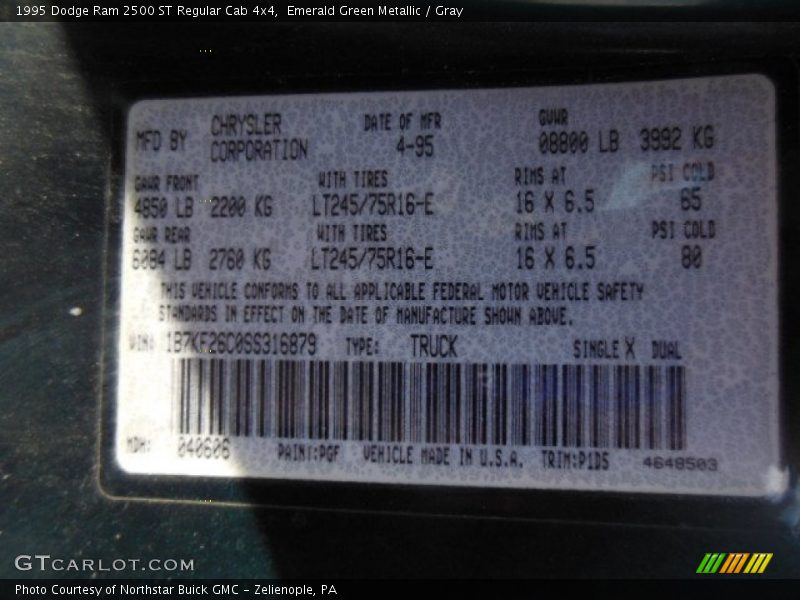 1995 Dodge Ram 2500 ST Regular Cab 4x4,  Emerald Green Metallic / Gray
MFD BY CHRYSLER CORPORATION DATE OF MFR 4-95 GVWR 08800 LB 3992 KG
GAWR FRONT WITH TIRES RIMS AT PSI COLD
4850 LB 2200 KG LT245/75R16-E 16 X 6.5 65
GAWR REAR WITH TIRES RIMS AT PSI COLD
6084 LB 2760 KG LT245/75R16-E 16 X 6.5 80
THIS VEHICLE CONFORMS TO ALL APPLICABLE FEDERAL MOTOR VEHICLE SAFETY
STANDARDS IN EFFECT ON THE DATE OF MANUFACTURE SHOWN ABOVE.
VIN: 1B7KF26C0SS316879 TYPE: TRUCK SINGLE X DUAL
MDH: 040606 PAINT:PGF VEHICLE MADE IN U.S.A. TRIM:P1D5 4648503
GTCARLOT.COM
Photo Courtesy of Northstar Buick GMC – Zelienople, PA